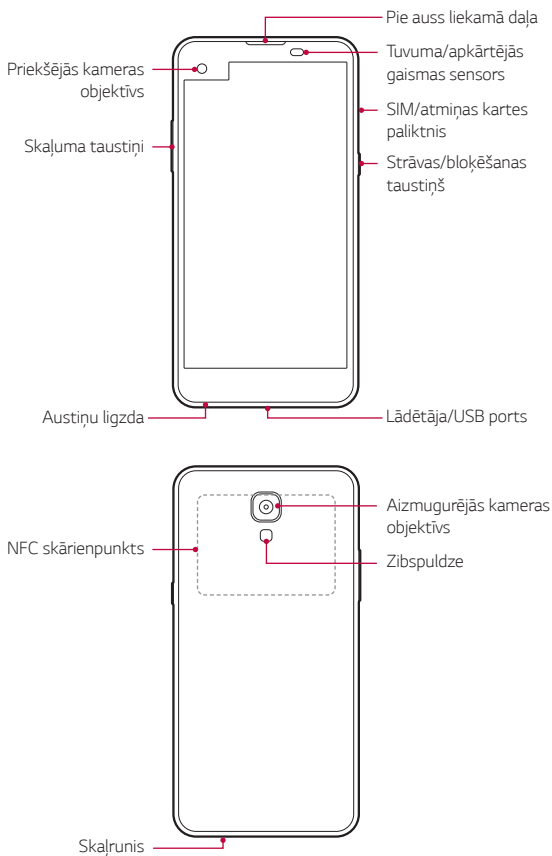 Pie auss liekamā daļa
Tuvuma/apkārtējās
gaismas sensors
Priekšējās kameras
objektīvs
SIM/atmiņas kartes
paliktnis
Skaļuma taustiņi
Strāvas/bloķēšanas
taustiņš
Austiņu ligzda
Lādētāja/USB ports
Aizmugurējās kameras
objektīvs
NFC skārienpunkts
Zibspuldze
Skaļrunis